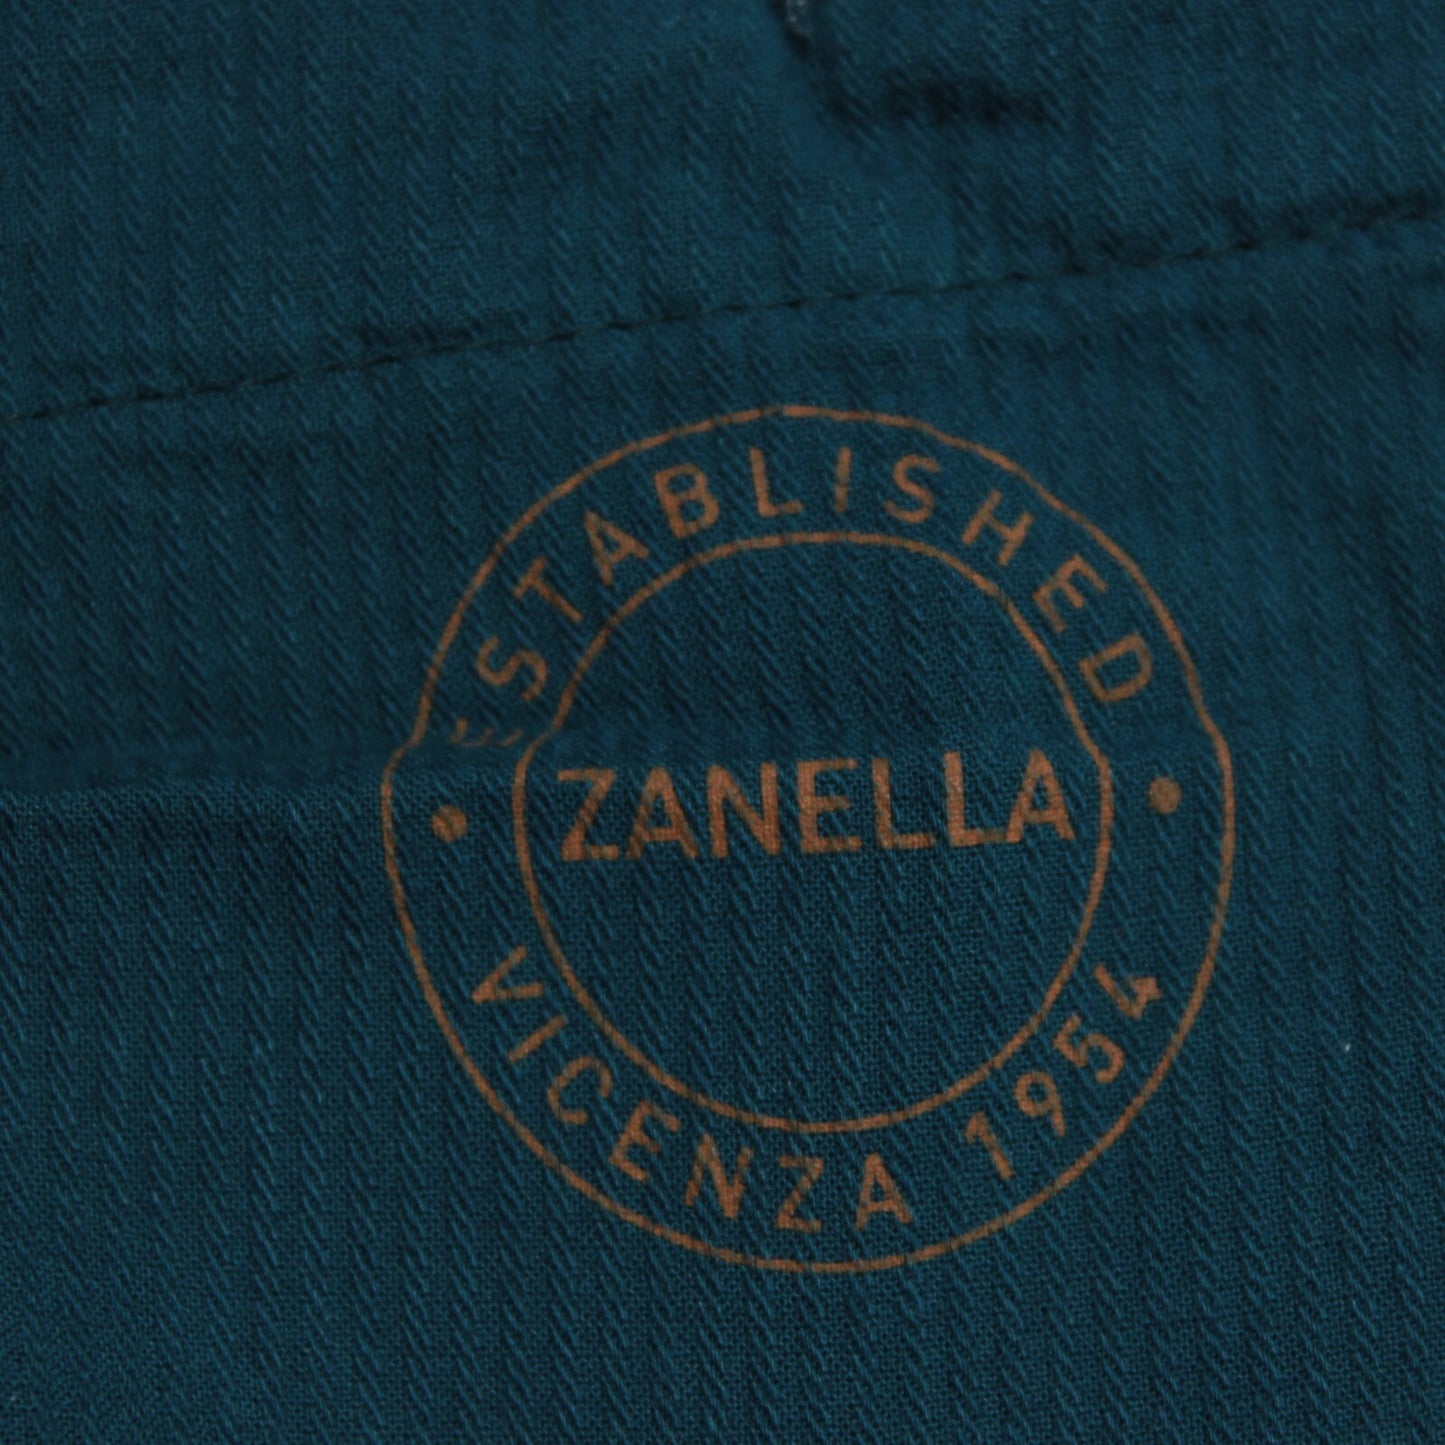 ESTABLISHED
ZANELLA
VICENZA 1954